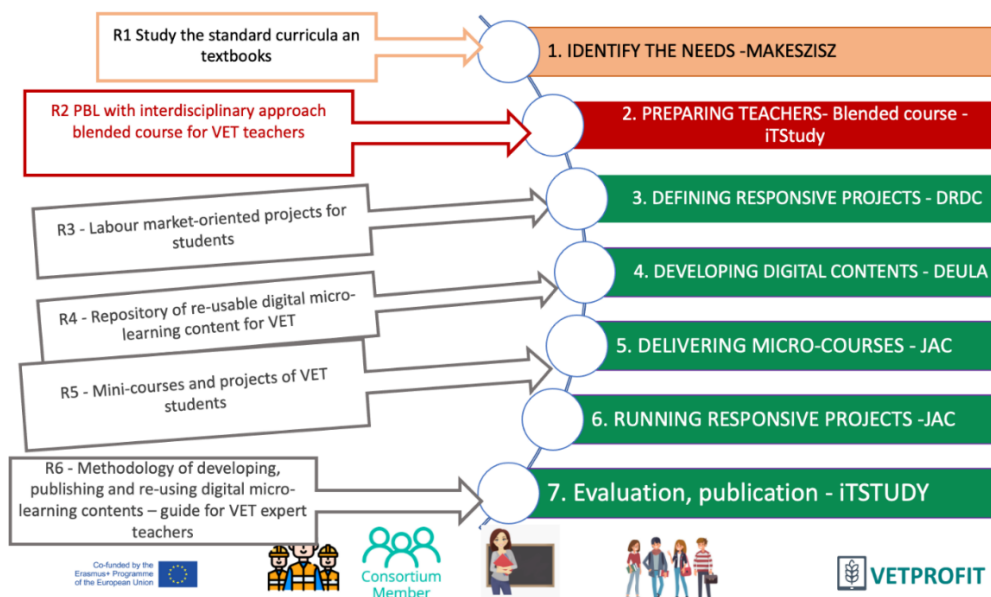 R1 Study the standard curricula an
textbooks
1. IDENTIFY THE NEEDS -MAKESZISZ
R2 PBL with interdisciplinary approach
blended course for VET teachers
2. PREPARING TEACHERS- Blended course -
iTStudy
R3 - Labour market-oriented projects for
students
3. DEFINING RESPONSIVE PROJECTS - DRDC
R4 - Repository of re-usable digital micro-
learning content for VET
4. DEVELOPING DIGITAL CONTENTS - DEULA
R5 - Mini-courses and projects of VET
students
5. DELIVERING MICRO-COURSES - JAC
6. RUNNING RESPONSIVE PROJECTS -JAC
R6 - Methodology of developing,
publishing and re-using digital micro-
learning contents – guide for VET expert
teachers
7. Evaluation, publication - iTSTUDY
Co-funded by the
Erasmus+ Programme
of the European Union
Consortium
Member
VETPROFIT